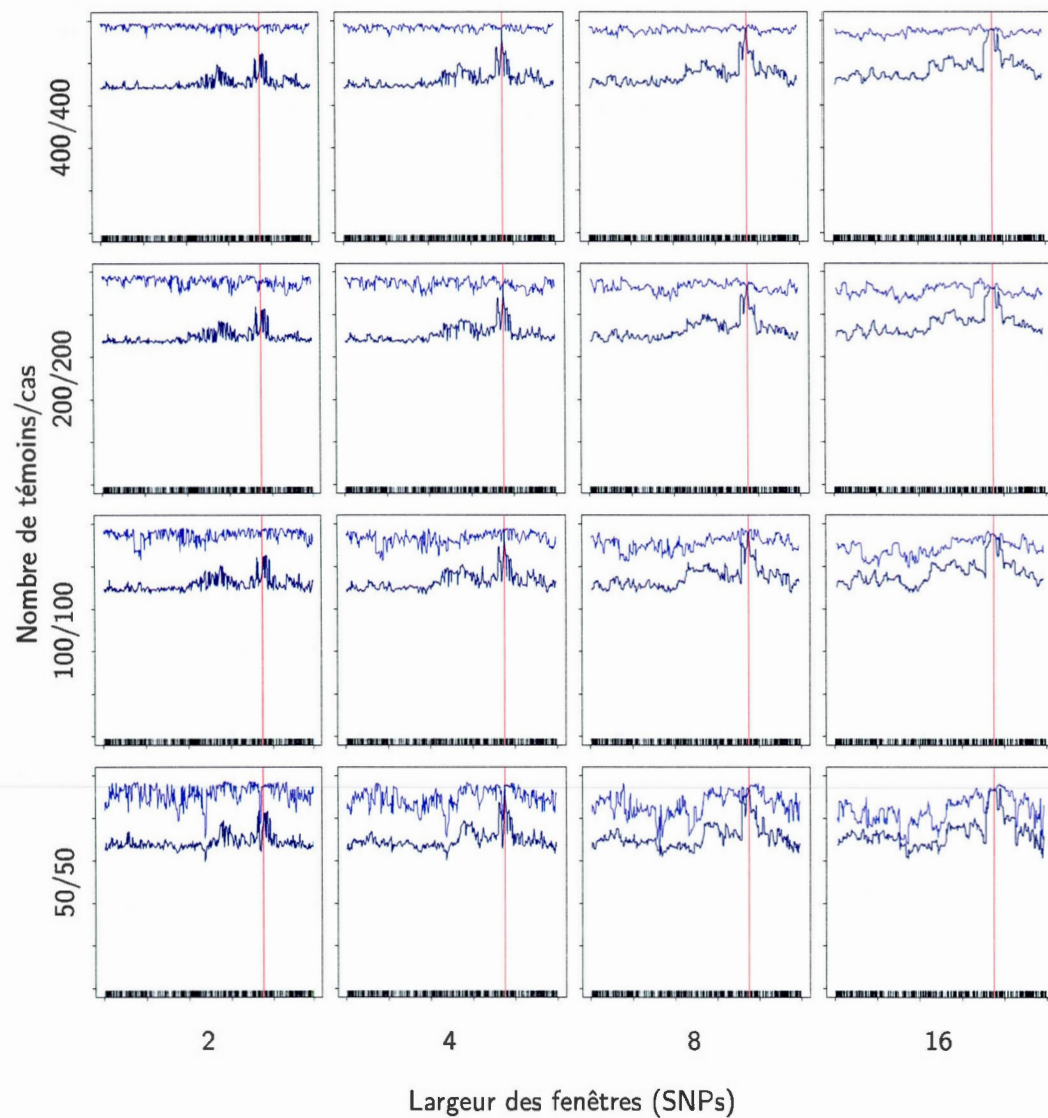 Nombre de témoins/cas
400/400
200/200
100/100
50/50
2 4 8 16
Largeur des fenêtres (SNPs)